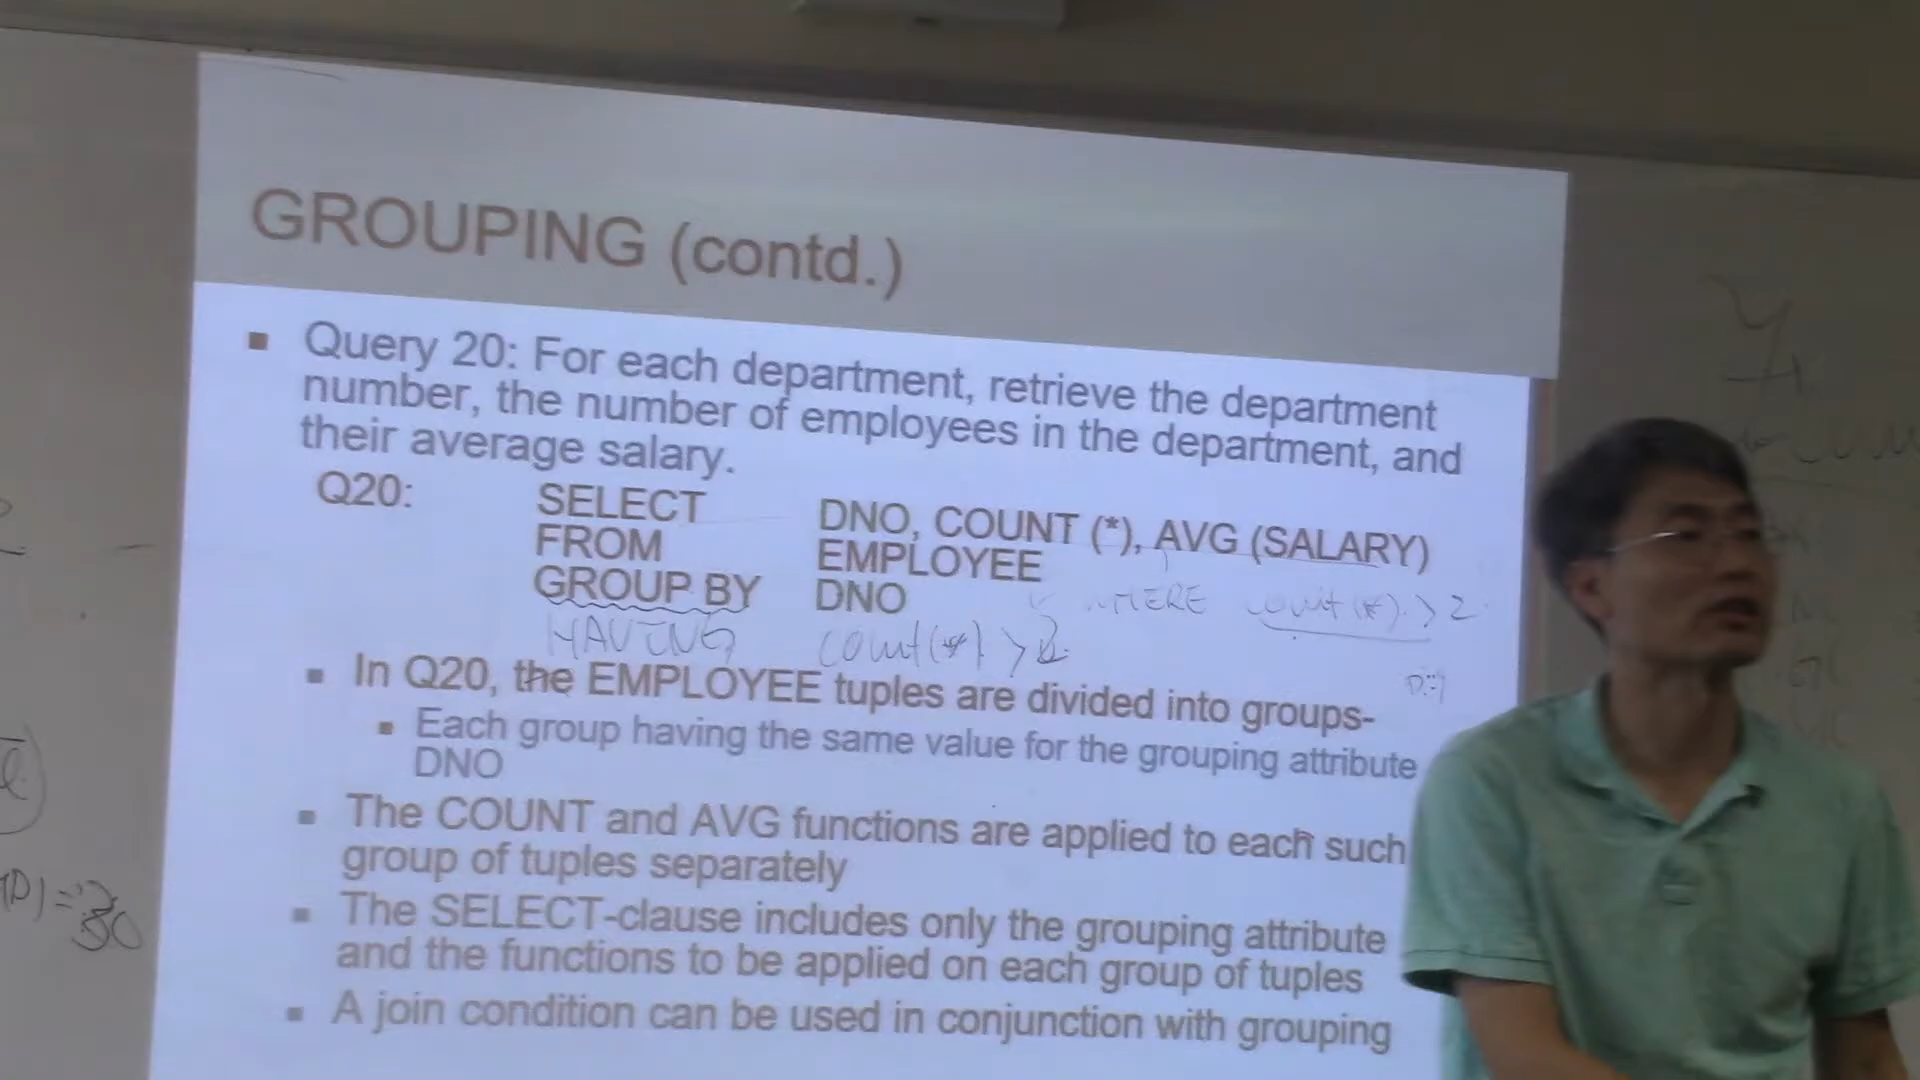 GROUPING (contd.)
Query 20: For each department, retrieve the department
number, the number of employees in the department, and
their average salary.
Q20: SELECT DNO, COUNT (*), AVG (SALARY)
FROM EMPLOYEE
GROUP BY DNO WHERE count(*) > 2
HAVING count(*) > 2
In Q20, the EMPLOYEE tuples are divided into groups-
Each group having the same value for the grouping attribute
DNO
The COUNT and AVG functions are applied to each such
group of tuples separately
The SELECT-clause includes only the grouping attribute
and the functions to be applied on each group of tuples
A join condition can be used in conjunction with grouping